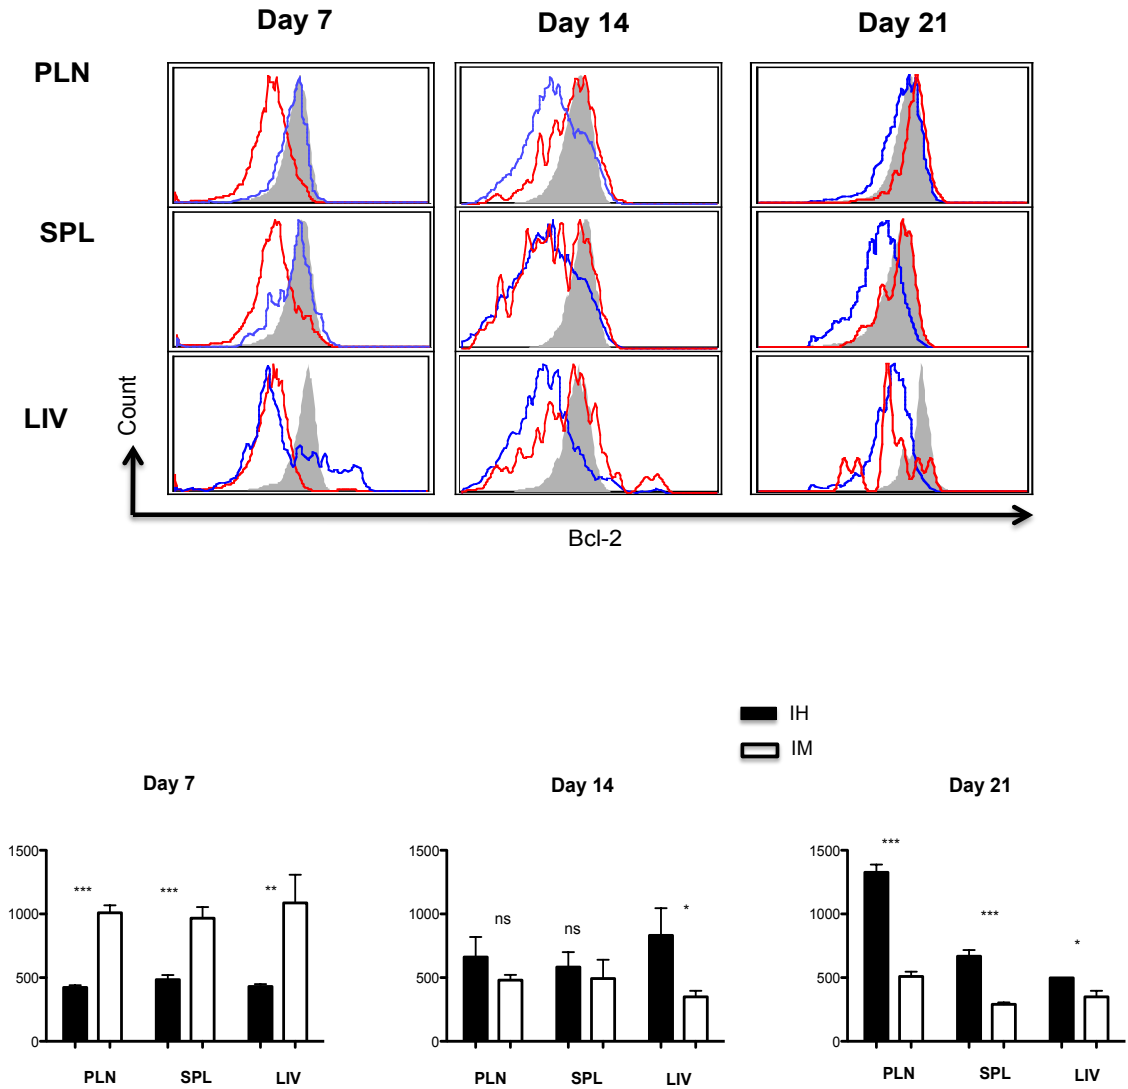 Day 7 Day 14 Day 21
PLN
SPL
LIV
Count
Bcl-2
IH
IM
Day 7 Day 14 Day 21
1500 1500 1500
*** *** ** ns ns * *** *** *
1000 1000 1000
500 500 500
0 0 0
PLN SPL LIV PLN SPL LIV PLN SPL LIV